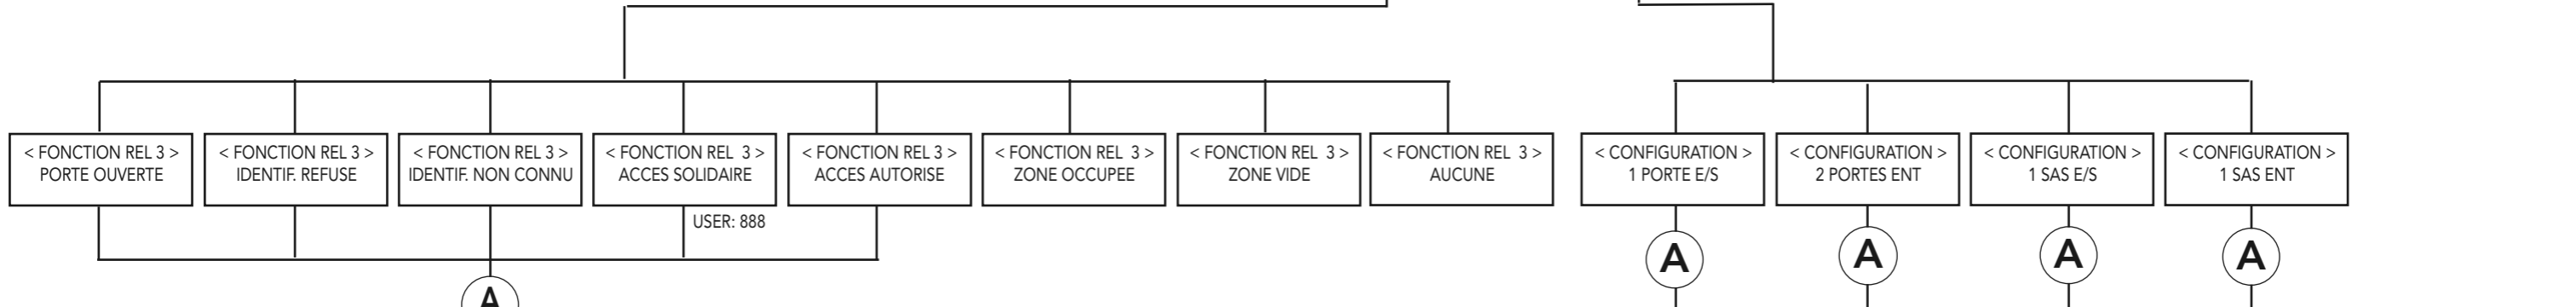 < FONCTION REL 3 >
PORTE OUVERTE
< FONCTION REL 3 >
IDENTIF. REFUSE
< FONCTION REL 3 >
IDENTIF. NON CONNU
< FONCTION REL 3 >
ACCES SOLIDAIRE
< FONCTION REL 3 >
ACCES AUTORISE
< FONCTION REL 3 >
ZONE OCCUPEE
< FONCTION REL 3 >
ZONE VIDE
< FONCTION REL 3 >
AUCUNE
< CONFIGURATION >
1 PORTE E/S
< CONFIGURATION >
2 PORTES ENT
< CONFIGURATION >
1 SAS E/S
< CONFIGURATION >
1 SAS ENT
USER: 888
A
A
A
A
A